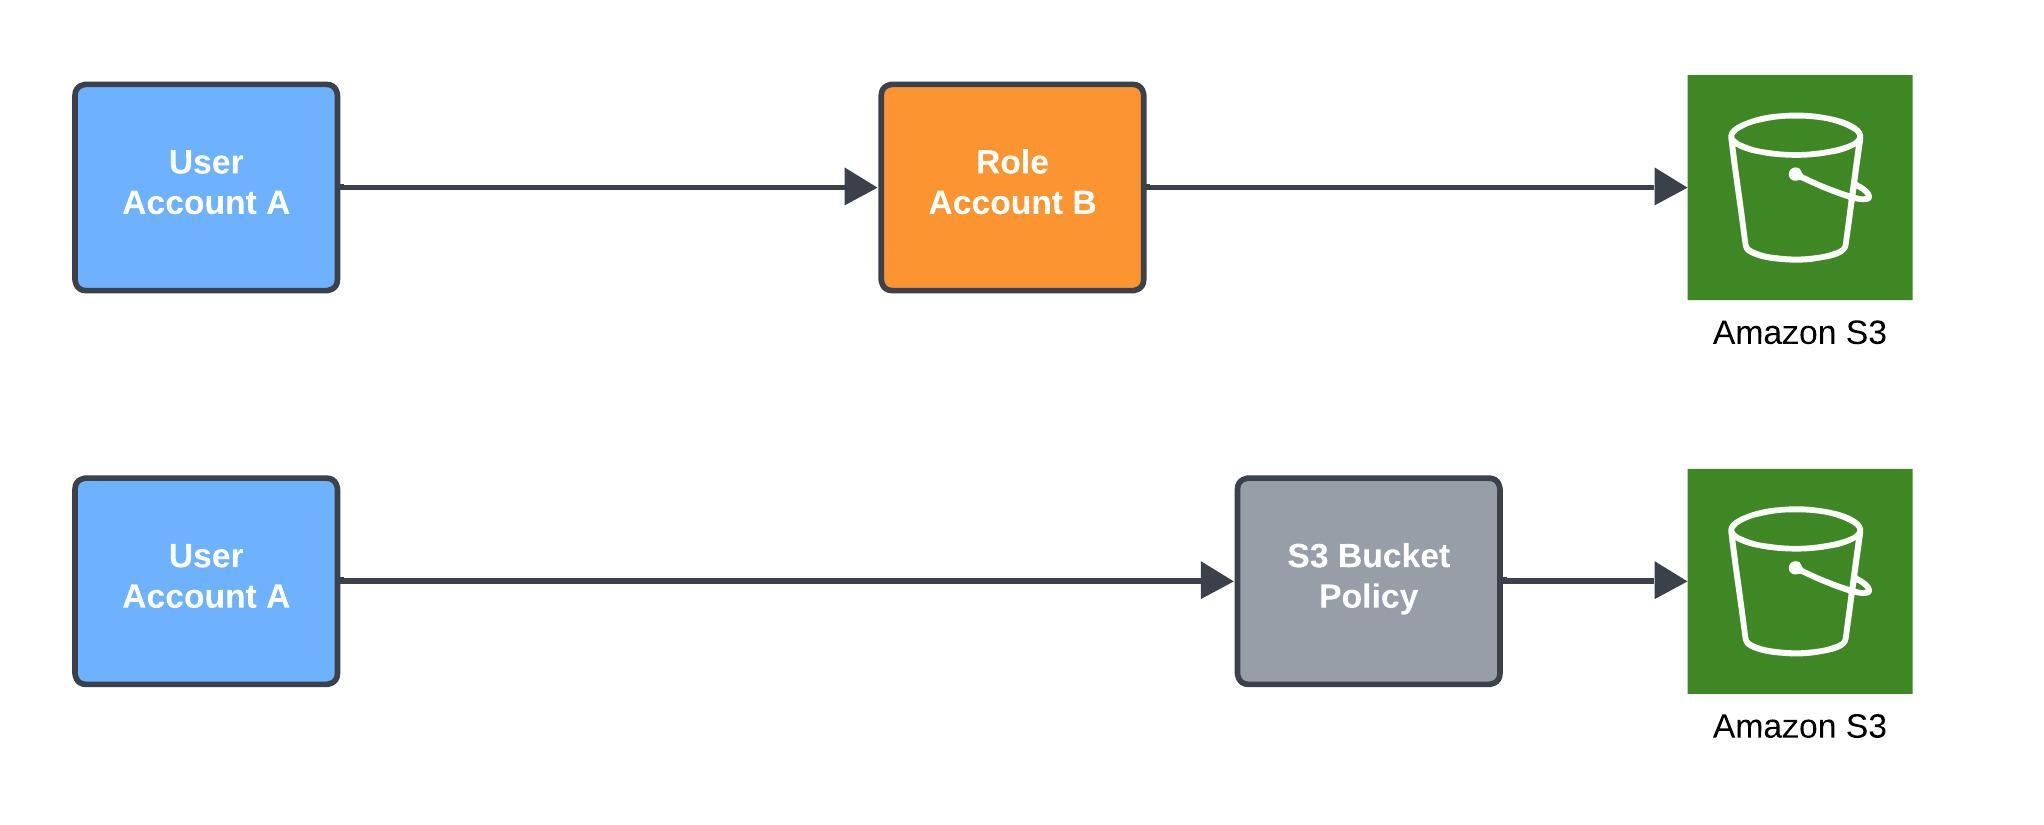 User
Account A
Role
Account B
Amazon S3
User
Account A
S3 Bucket
Policy
Amazon S3